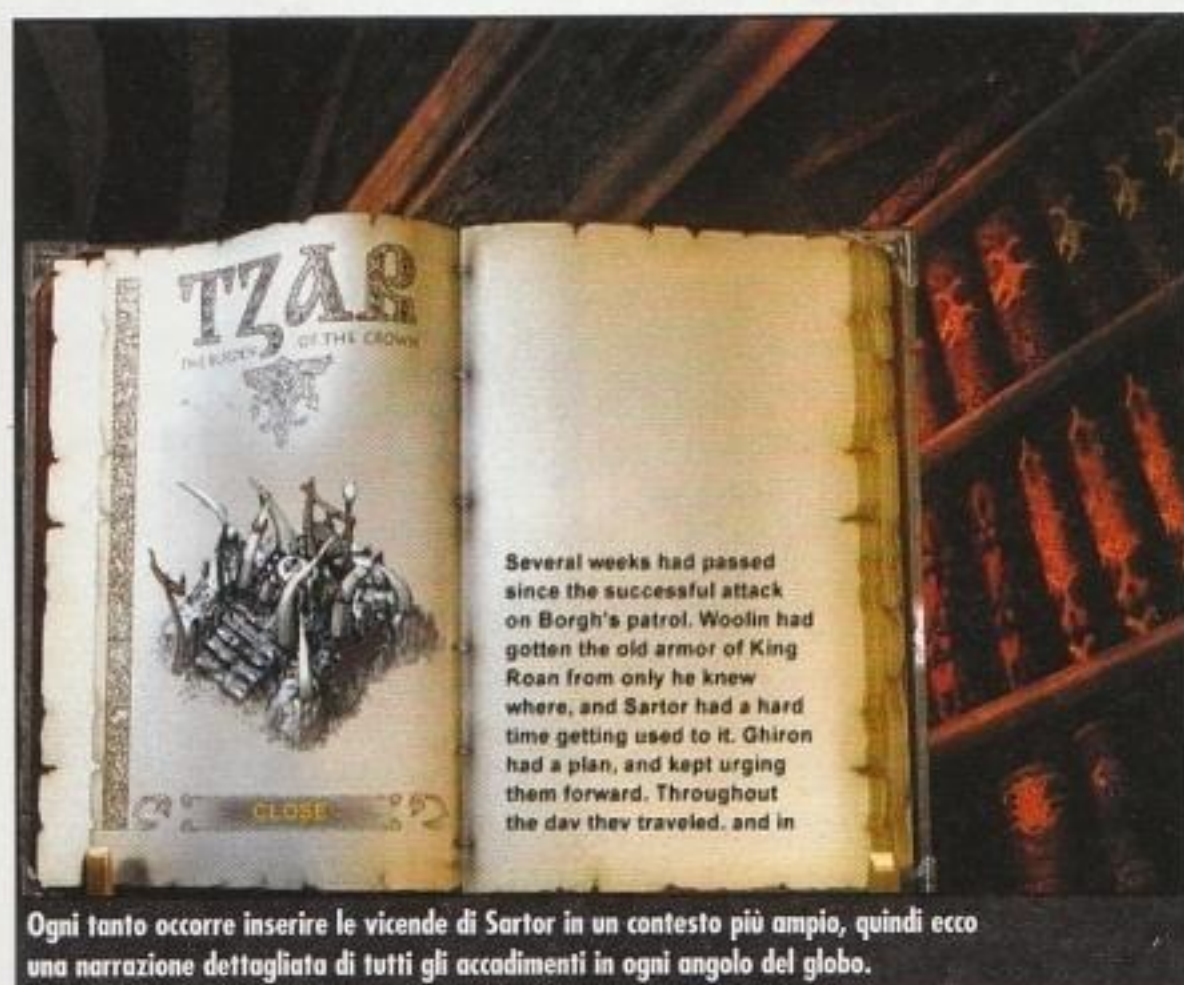 TZAR
THE BURDEN OF THE CROWN
CLOSE
Several weeks had passed
since the successful attack
on Borgh's patrol. Woolin had
gotten the old armor of King
Roan from only he knew
where, and Sartor had a hard
time getting used to it. Ghiron
had a plan, and kept urging
them forward. Throughout
the day they traveled. and in
Ogni tanto occorre inserire le vicende di Sartor in un contesto più ampio, quindi ecco
una narrazione dettagliata di tutti gli accadimenti in ogni angolo del globo.